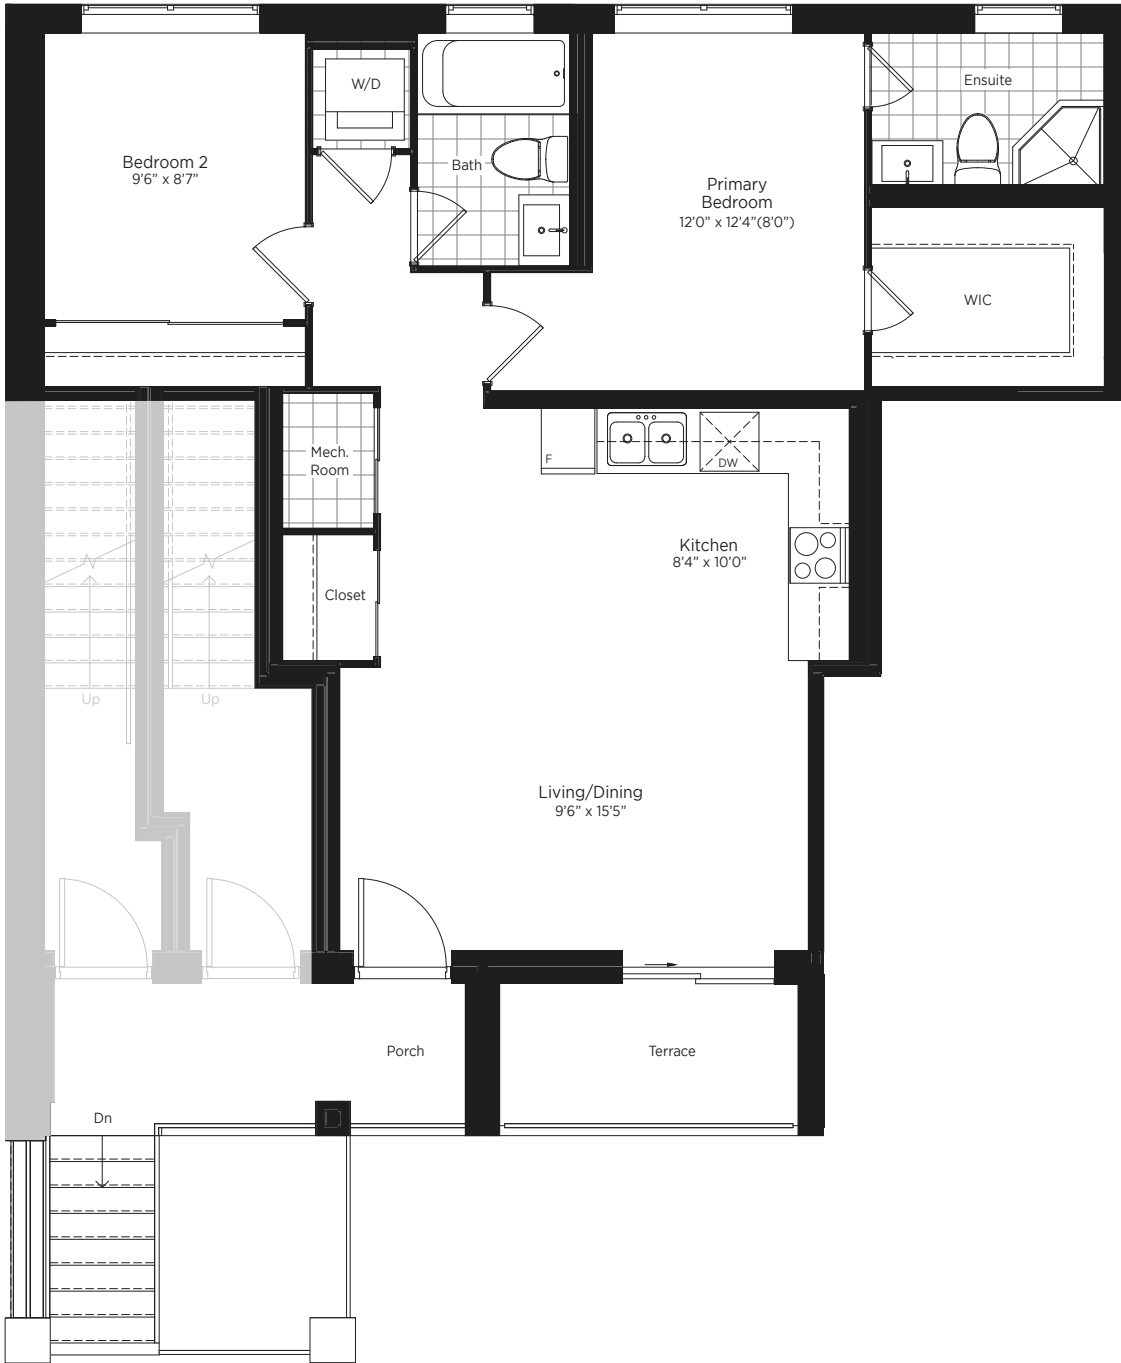 W/D
Ensuite
Bedroom 2
9’6” x 8’7”
Bath
Primary
Bedroom
12’0” x 12’4”(8’0”)
WIC
Mech.
Room
F
DW
Kitchen
8’4” x 10’0”
Closet
Up
Up
Living/Dining
9’6” x 15’5”
Porch
Terrace
Dn